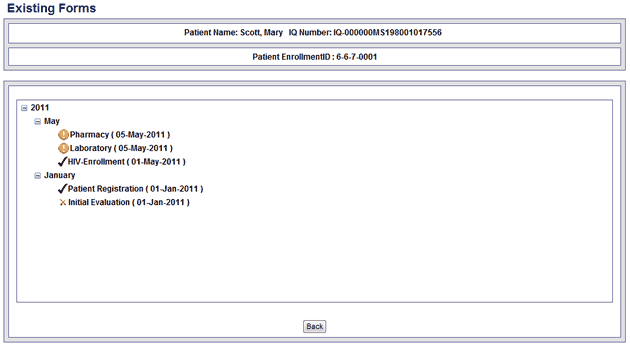 Existing Forms
Patient Name: Scott, Mary IQ Number: IQ-000000MS198001017556
Patient EnrollmentID : 6-6-7-0001
2011
May
Pharmacy ( 05-May-2011 )
Laboratory ( 05-May-2011 )
HIV-Enrollment ( 01-May-2011 )
January
Patient Registration ( 01-Jan-2011 )
Initial Evaluation ( 01-Jan-2011 )
Back